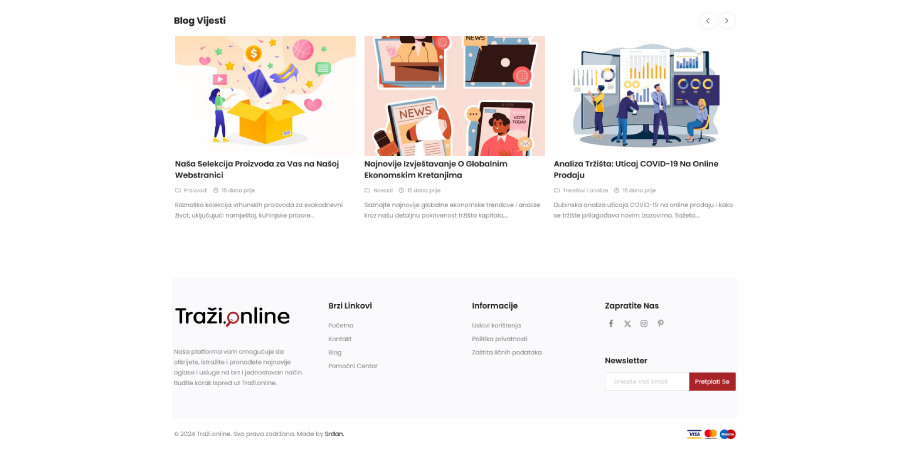 Blog Vijesti
NEWS
NEWS
VOTE
TODAY
Naša Selekcija Proizvoda za Vas na Našoj
Webstranici
Proizvodi 15 dana prije
Raznolika kolekcija vrhunskih proizvoda za svakodnevni
život, uključujući namještaj, kuhinjske pribore...
Najnovije Izvještavanje O Globalnim
Ekonomskim Kretanjima
Novosti 15 dana prije
Saznajte najnovije globalne ekonomske trendove i analize
kroz našu detaljnu pokrivenost tržišta kapitala,...
Analiza Tržišta: Uticaj COVID-19 Na Online
Prodaju
Trendovi i analize 15 dana prije
Dubinska analiza uticaja COVID-19 na online prodaju i kako
se tržište prilagođava novim izazovima. Sažeta...
Traži.online
Naša platforma vam omogućuje da
otkrijete, istražite i pronađete najnovije
oglase i usluge na brz i jednostavan način.
Budite korak ispred uz Traži.online.
Brzi Linkovi
Početna
Kontakt
Blog
Pomoćni Centar
Informacije
Uslovi korištenja
Politika privatnosti
Zaštita ličnih podataka
Zapratite Nas
Newsletter
Unesite Vaš Email
Pretplati Se
© 2024 Traži.online. Sva prava zadržana. Made by Srđan.
VISA